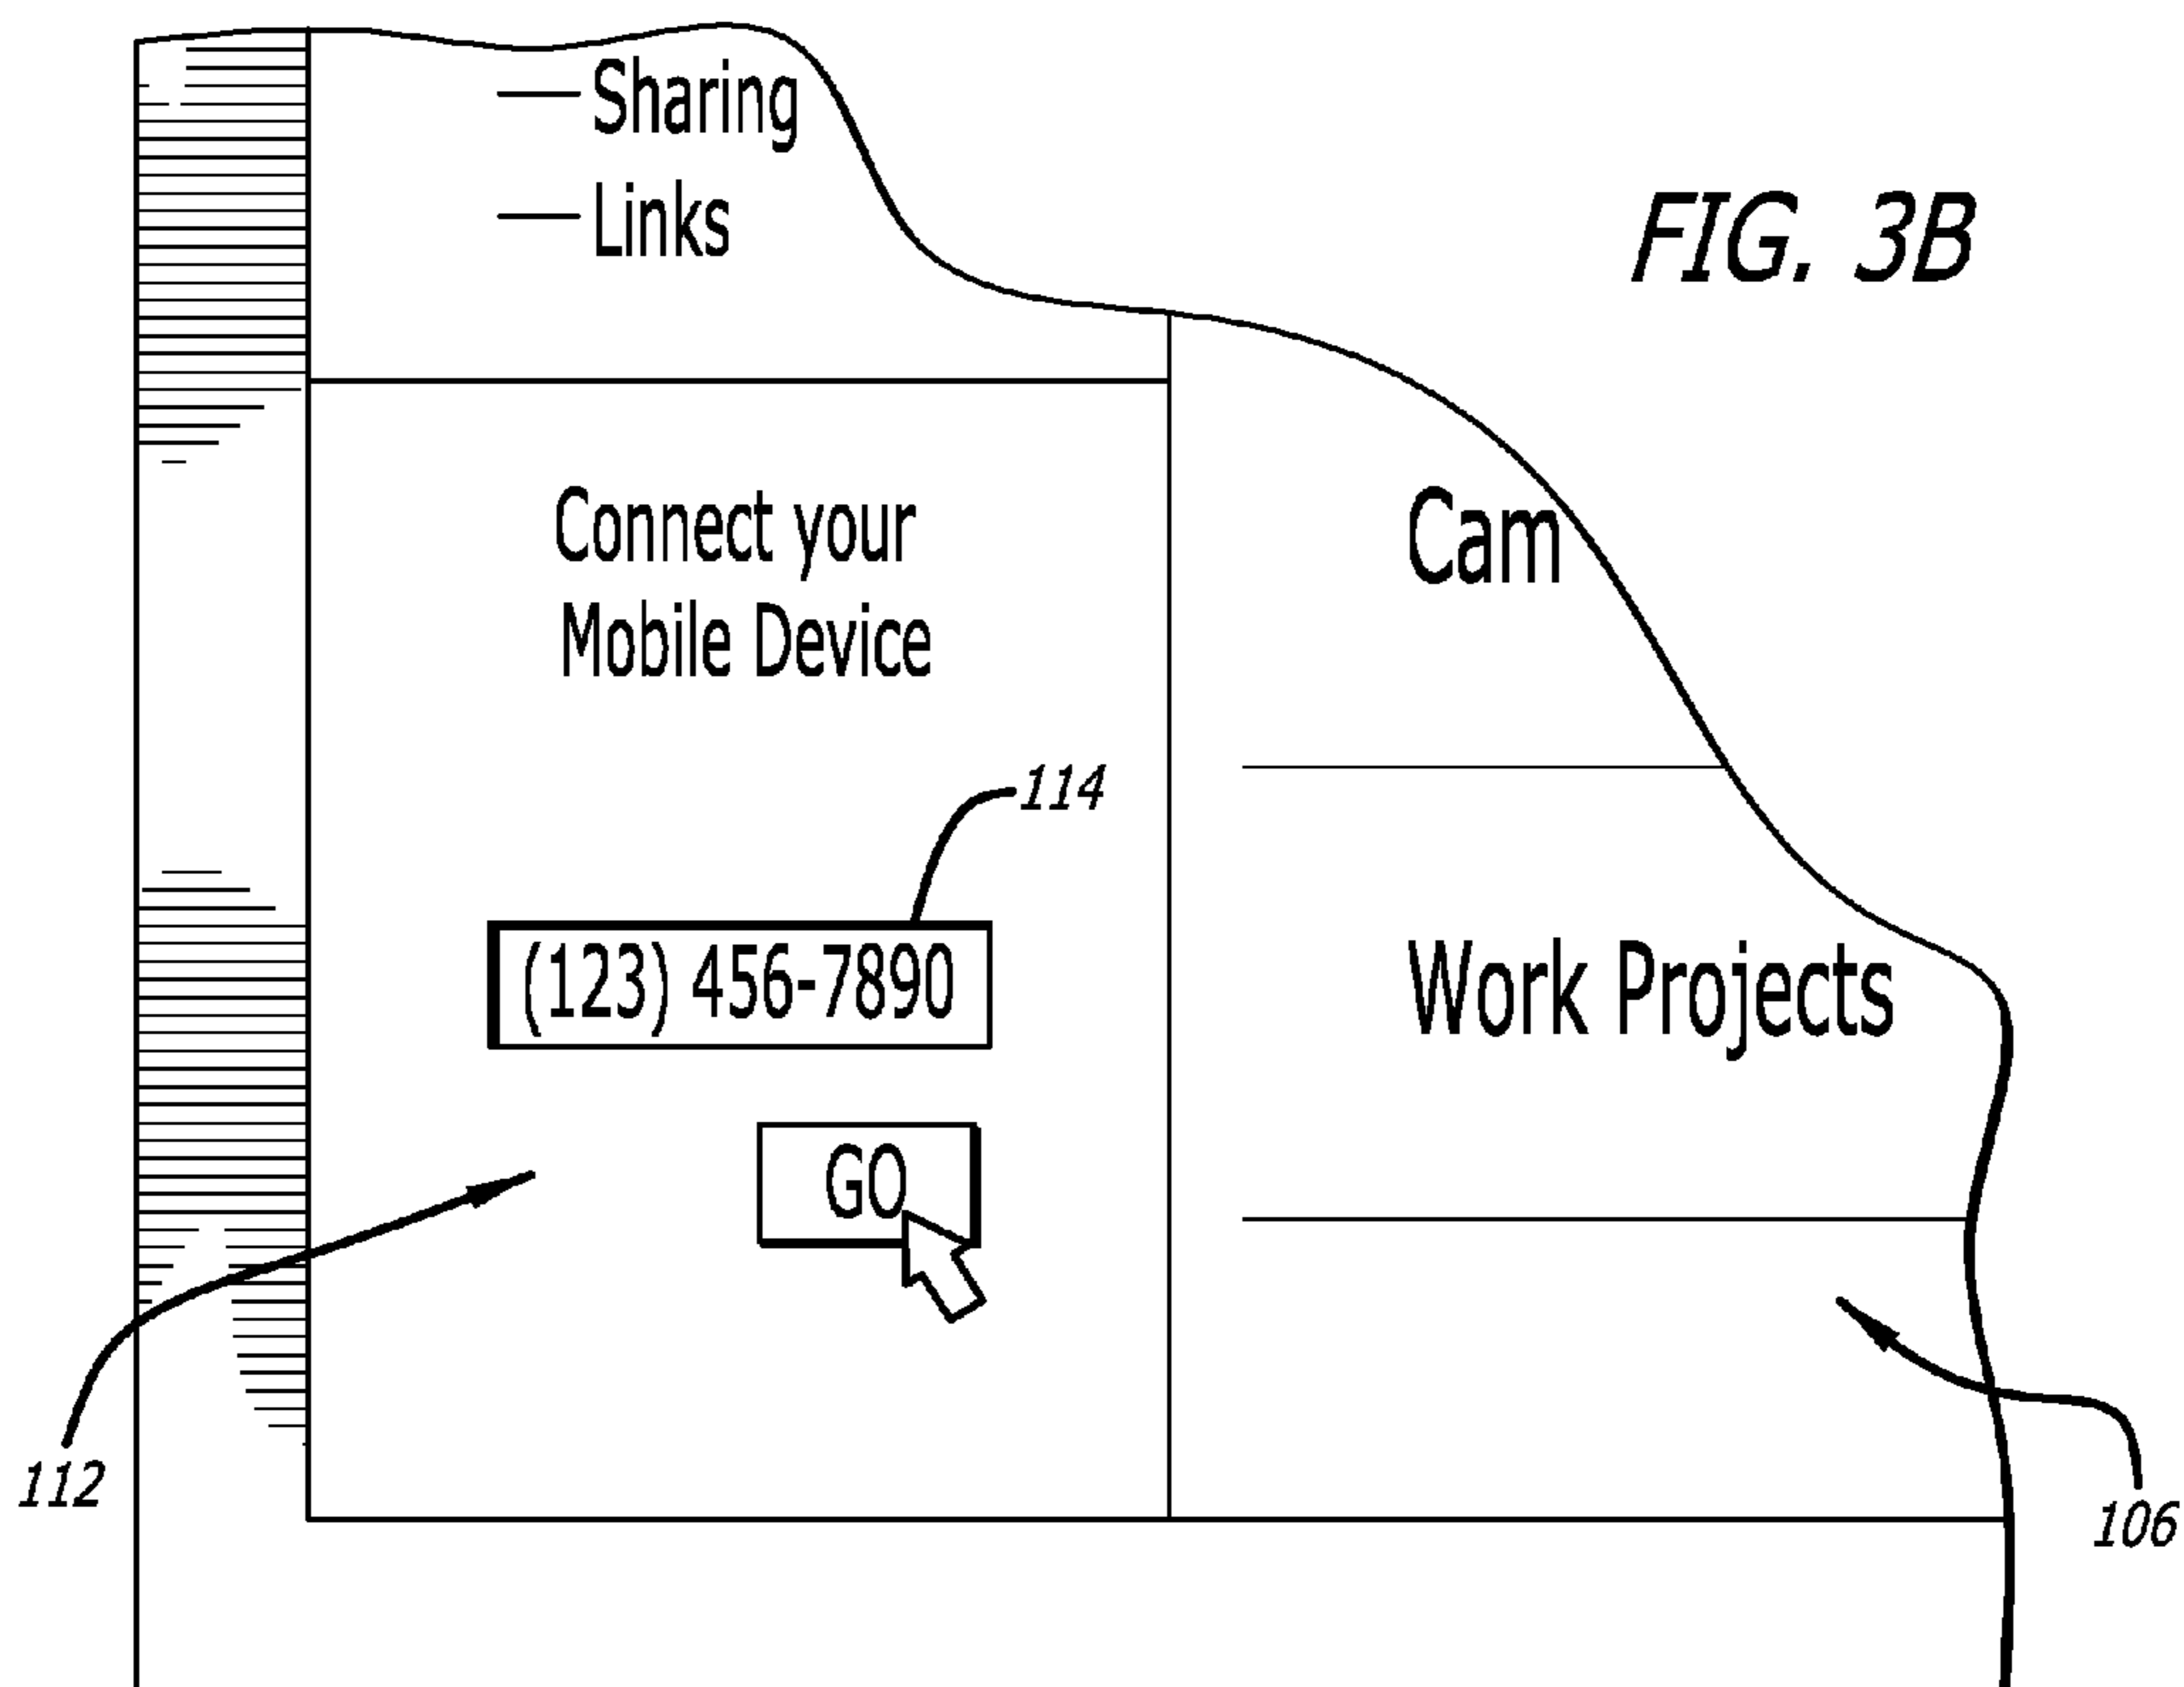 Sharing
Links
FIG. 3B
Connect your
Mobile Device
Cam
114
(123) 456-7890
Work Projects
GO
112
106